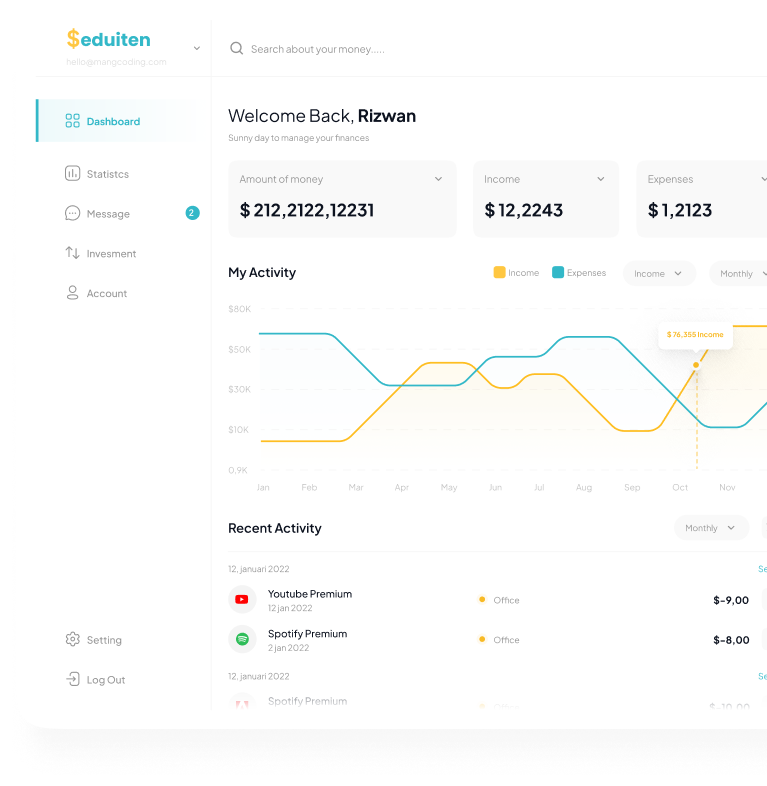 $eduiten
hello@mangcoding.com
Search about your money.....
Dashboard
Statistcs
Message 2
Invesment
Account
Setting
Log Out
Welcome Back, Rizwan
Sunny day to manage your finances
Amount of money
$ 212,2122,12231
Income
$ 12,2243
Expenses
$ 1,2123
My Activity
Income
Expenses
Income
Monthly
$80K
$50K
$30K
$10K
0,9K
$ 76,355 Income
Jan Feb Mar Apr May Jun Jul Aug Sep Oct Nov
Recent Activity
Monthly
12, januari 2022
Youtube Premium
12 jan 2022
Office
$-9,00
Spotify Premium
2 jan 2022
Office
$-8,00
12, januari 2022
Spotify Premium
Office
$-10,00